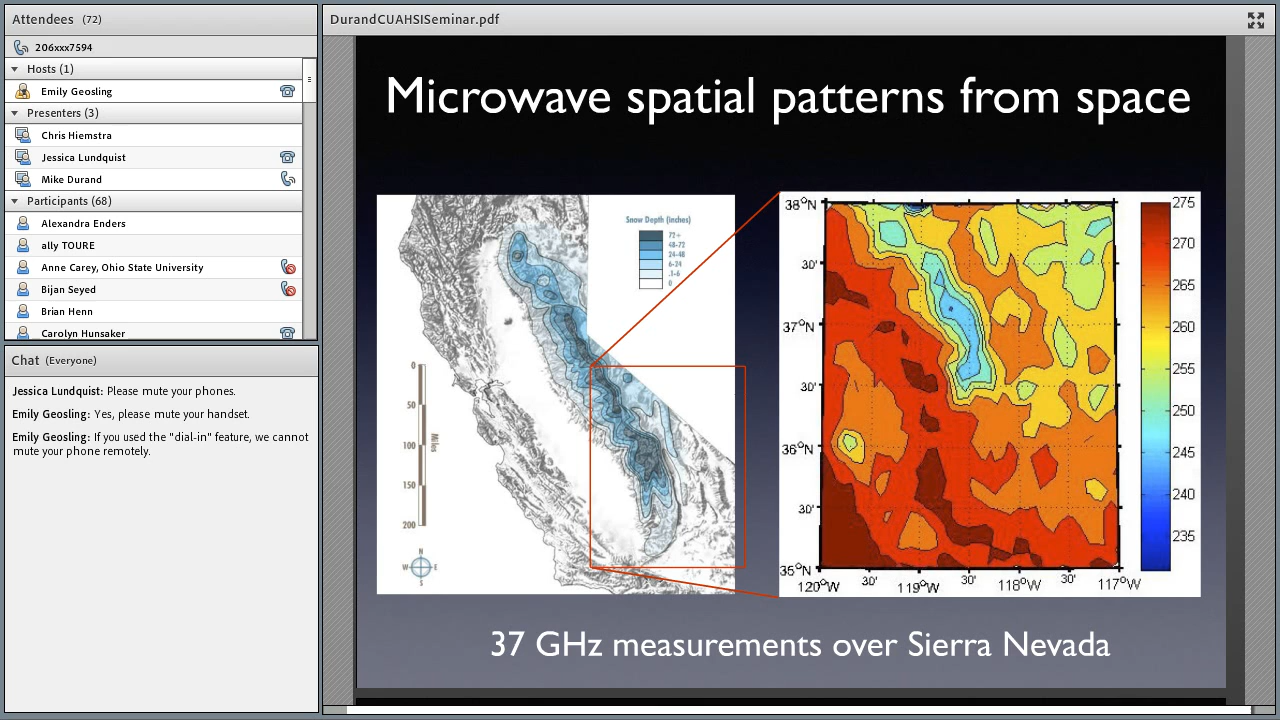 Attendees (72)
206xxx7594
Hosts (1)
Emily Geosling
Presenters (3)
Chris Hiemstra
Jessica Lundquist
Mike Durand
Participants (68)
Alexandra Enders
ally TOURE
Anne Carey, Ohio State University
Bijan Seyed
Brian Henn
Carolyn Hunsaker
Chat (Everyone)
Jessica Lundquist: Please mute your phones.
Emily Geosling: Yes, please mute your handset.
Emily Geosling: If you used the "dial-in" feature, we cannot
mute your phone remotely.
DurandCUAHSISeminar.pdf
Microwave spatial patterns from space
Snow Depth (inches)
72+
48-72
24-48
6-24
.1-6
0
0
50
100
150
200
Miles
N
W E
S
38°N
30'
37°N
30'
36°N
30'
35°N
120°W 30' 119°W 30' 118°W 30' 117°W
275
270
265
260
255
250
245
240
235
37 GHz measurements over Sierra Nevada